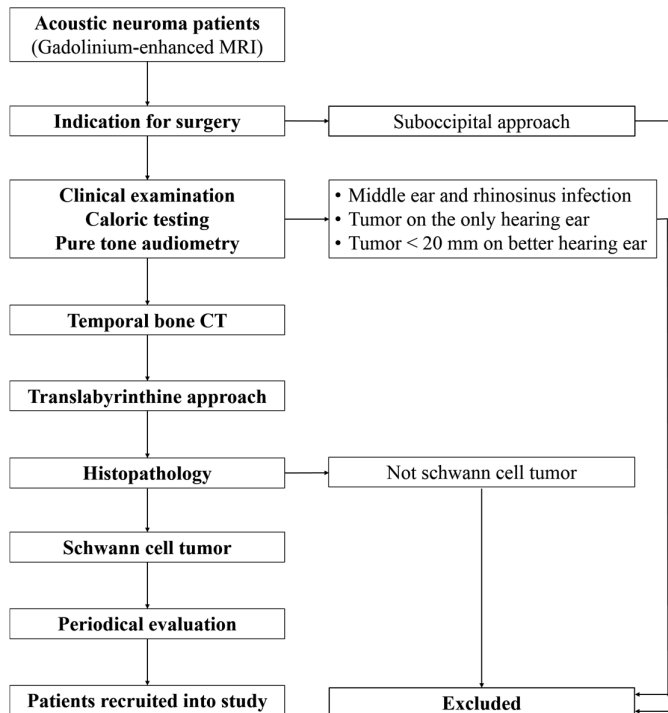 Acoustic neuroma patients
(Gadolinium-enhanced MRI)
Indication for surgery
Suboccipital approach
Clinical examination
Caloric testing
Pure tone audiometry
• Middle ear and rhinosinus infection
• Tumor on the only hearing ear
• Tumor < 20 mm on better hearing ear
Temporal bone CT
Translabyrinthine approach
Histopathology
Not schwann cell tumor
Schwann cell tumor
Periodical evaluation
Patients recruited into study
Excluded